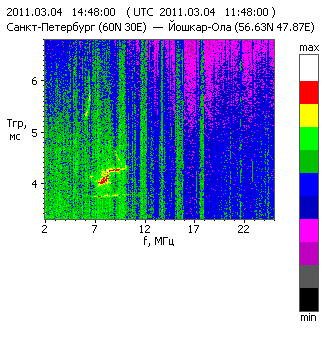 2011.03.04 14:48:00 (UTC 2011.03.04 11:48:00)
Санкт-Петербург (60N 30E) — Йошкар-Ола (56.63N 47.87E)
max
6
Tгр,
мс
5
4
2 7 12 17 22
f, МГц
min